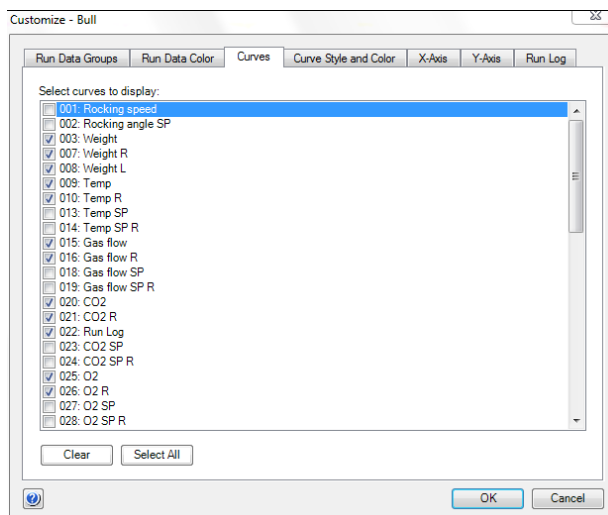 Customize - Bull
Run Data Groups
Run Data Color
Curves
Curve Style and Color
X-Axis
Y-Axis
Run Log
Select curves to display:
001: Rocking speed
002: Rocking angle SP
003: Weight
007: Weight R
008: Weight L
009: Temp
010: Temp R
013: Temp SP
014: Temp SP R
015: Gas flow
016: Gas flow R
018: Gas flow SP
019: Gas flow SP R
020: CO2
021: CO2 R
022: Run Log
023: CO2 SP
024: CO2 SP R
025: O2
026: O2 R
027: O2 SP
028: O2 SP R
Clear
Select All
OK
Cancel